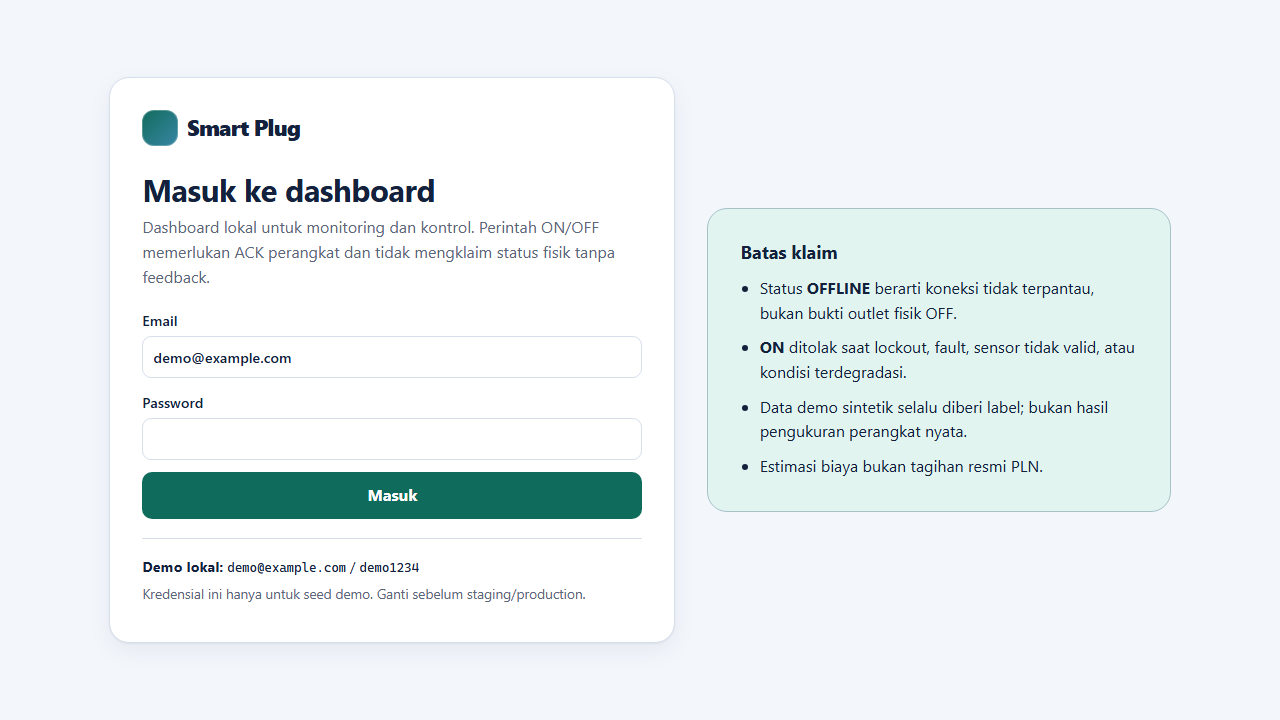 Smart Plug
Masuk ke dashboard
Dashboard lokal untuk monitoring dan kontrol. Perintah ON/OFF
memerlukan ACK perangkat dan tidak mengklaim status fisik tanpa
feedback.
Email
demo@example.com
Password
Masuk
Demo lokal: demo@example.com / demo1234
Kredensial ini hanya untuk seed demo. Ganti sebelum staging/production.
Batas klaim
• Status OFFLINE berarti koneksi tidak terpantau,
bukan bukti outlet fisik OFF.
• ON ditolak saat lockout, fault, sensor tidak valid, atau
kondisi terdegradasi.
• Data demo sintetik selalu diberi label; bukan hasil
pengukuran perangkat nyata.
• Estimasi biaya bukan tagihan resmi PLN.